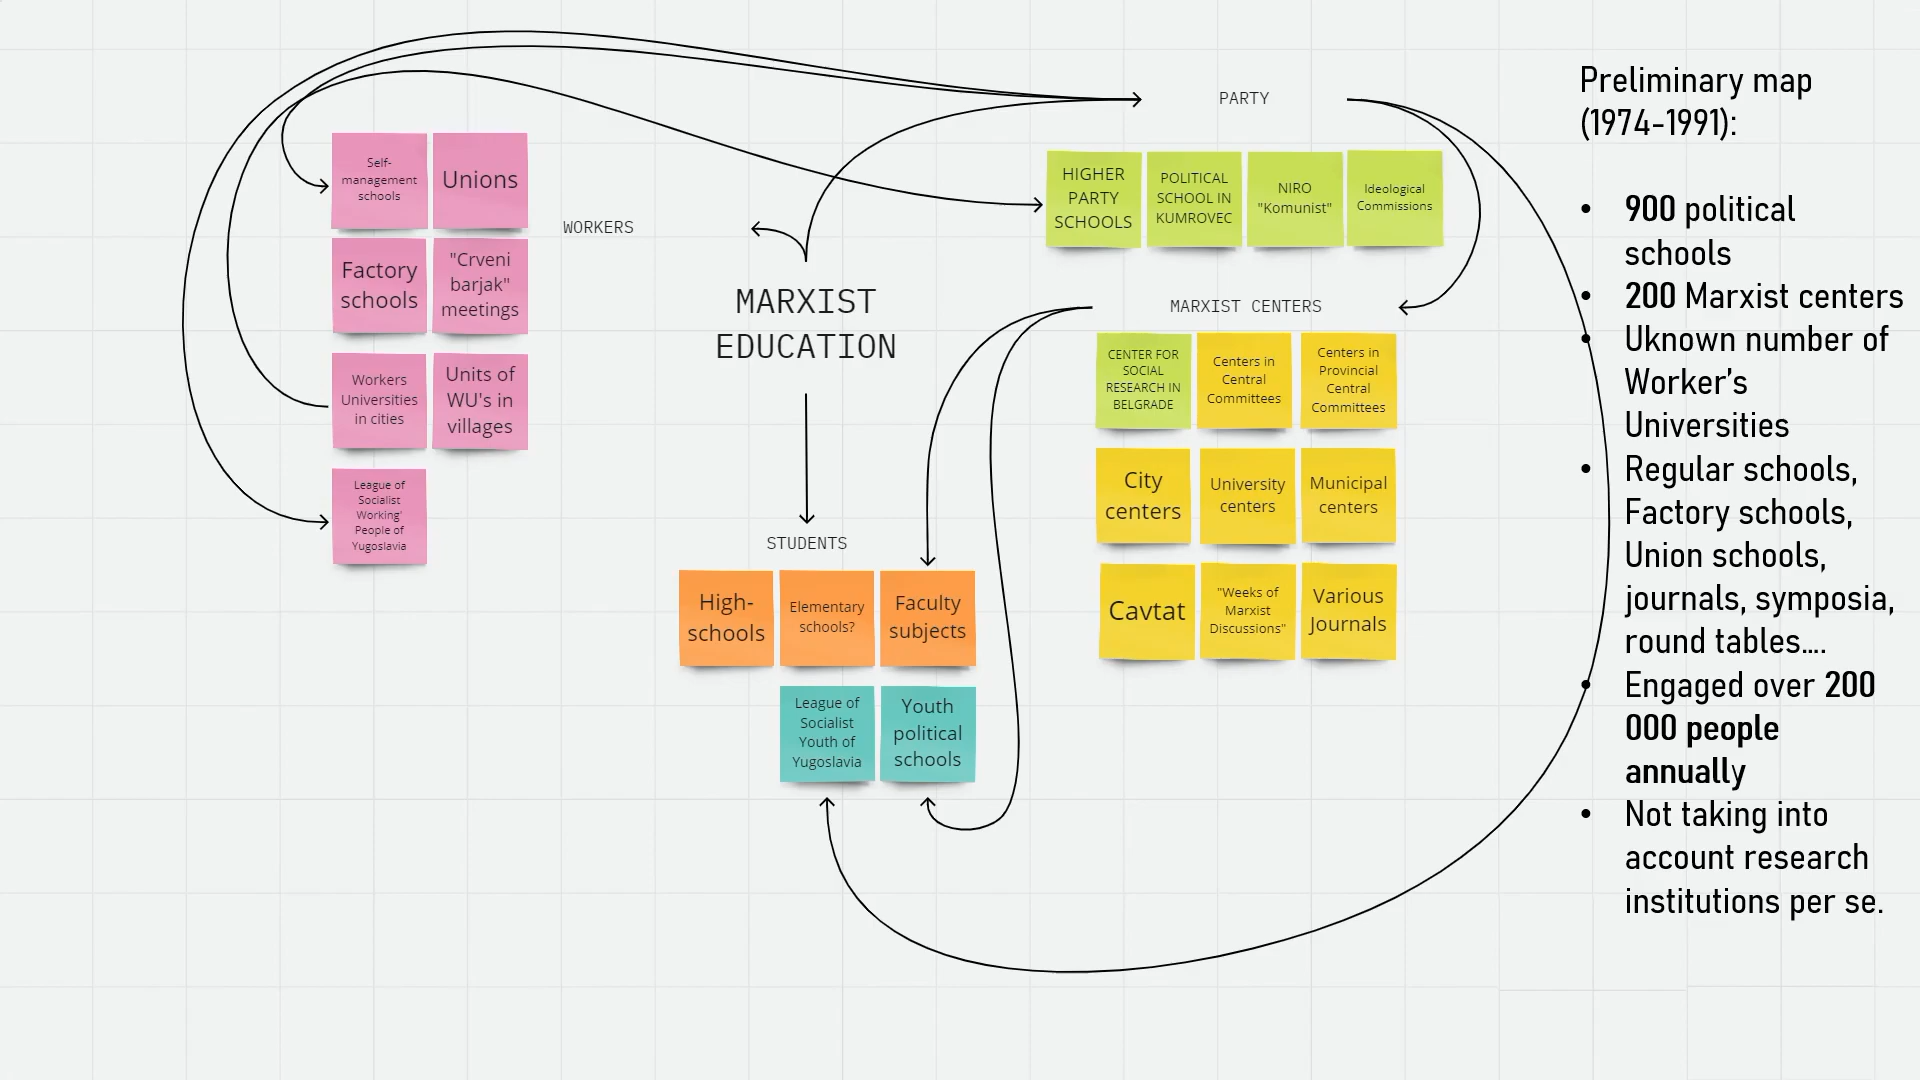 PARTY
HIGHER
PARTY
SCHOOLS
POLITICAL
SCHOOL IN
KUMROVEC
NIRO
"Komunist"
Ideological
Commissions
Self-
management
schools
Unions
WORKERS
Factory
schools
"Crveni
barjak"
meetings
Workers
Universities
in cities
Units of
WU's in
villages
League of
Socialist
Working'
People of
Yugoslavia
MARXIST
EDUCATION
MARXIST CENTERS
CENTER FOR
SOCIAL
RESEARCH IN
BELGRADE
Centers in
Central
Committees
Centers in
Provincial
Central
Committees
City
centers
University
centers
Municipal
centers
Cavtat
"Weeks of
Marxist
Discussions"
Various
Journals
STUDENTS
High-
schools
Elementary
schools?
Faculty
subjects
League of
Socialist
Youth of
Yugoslavia
Youth
political
schools
Preliminary map
(1974-1991):
• 900 political
schools
• 200 Marxist centers
• Uknown number of
Worker's
Universities
• Regular schools,
Factory schools,
Union schools,
journals, symposia,
round tables....
• Engaged over 200
000 people
annually
• Not taking into
account research
institutions per se.